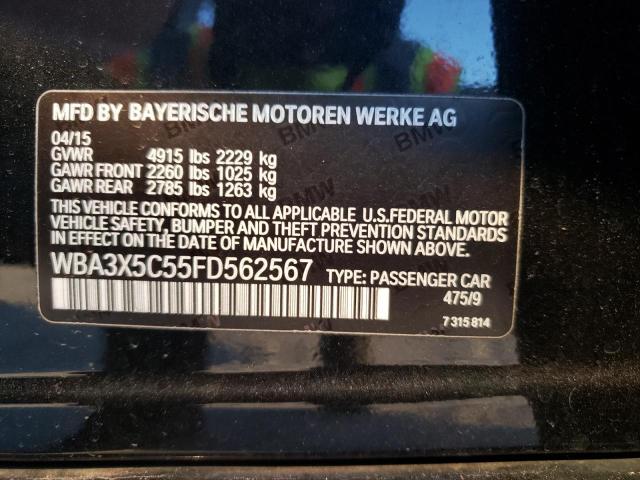 MFD BY BAYERISCHE MOTOREN WERKE AG
04/15
GVWR 4915 lbs 2229 kg
GAWR FRONT 2260 lbs 1025 kg
GAWR REAR 2785 lbs 1263 kg
THIS VEHICLE CONFORMS TO ALL APPLICABLE U.S.FEDERAL MOTOR
VEHICLE SAFETY, BUMPER AND THEFT PREVENTION STANDARDS
IN EFFECT ON THE DATE OF MANUFACTURE SHOWN ABOVE.
WBA3X5C55FD562567 TYPE: PASSENGER CAR
475/9
7 315 814